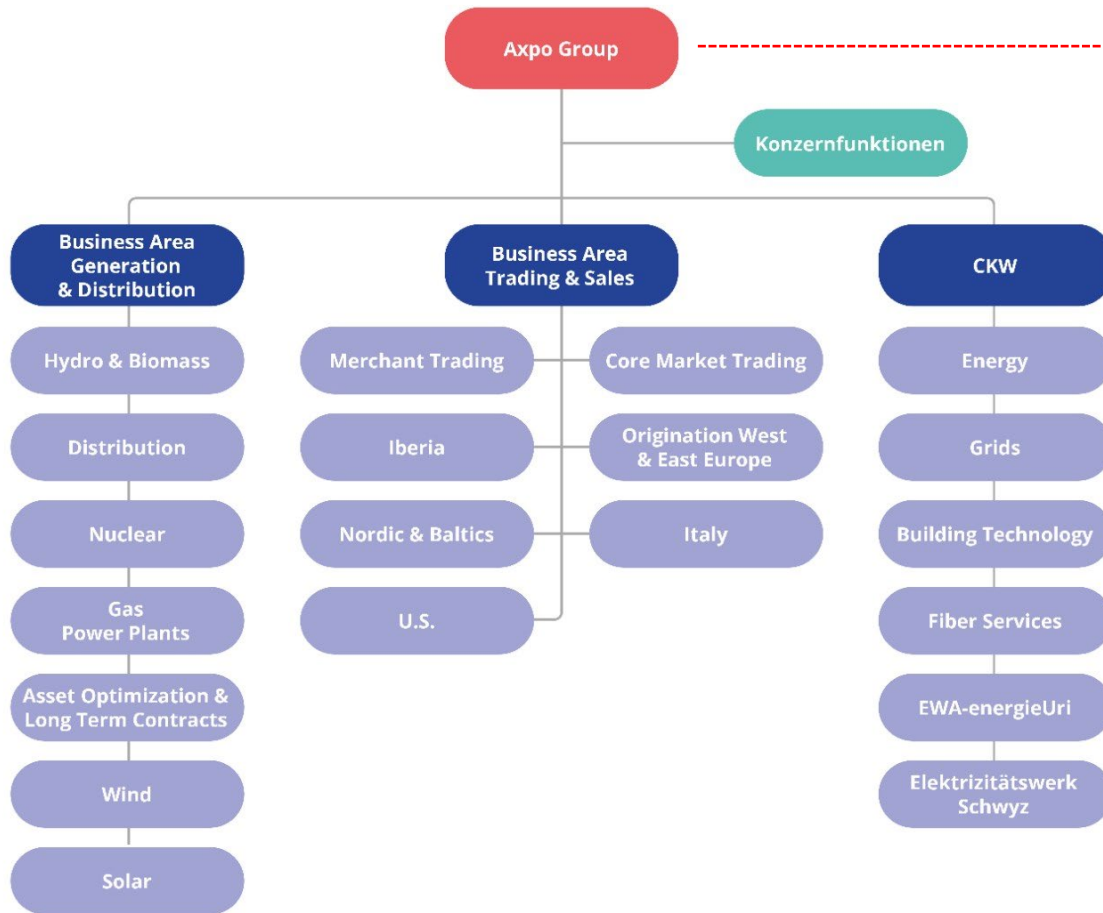 Axpo Group
Konzernfunktionen
Business Area
Generation
& Distribution
Hydro & Biomass
Distribution
Nuclear
Gas
Power Plants
Asset Optimization &
Long Term Contracts
Wind
Solar
Business Area
Trading & Sales
Merchant Trading
Core Market Trading
Iberia
Origination West
& East Europe
Nordic & Baltics
Italy
U.S.
CKW
Energy
Grids
Building Technology
Fiber Services
EWA-energieUri
Elektrizitätswerk
Schwyz